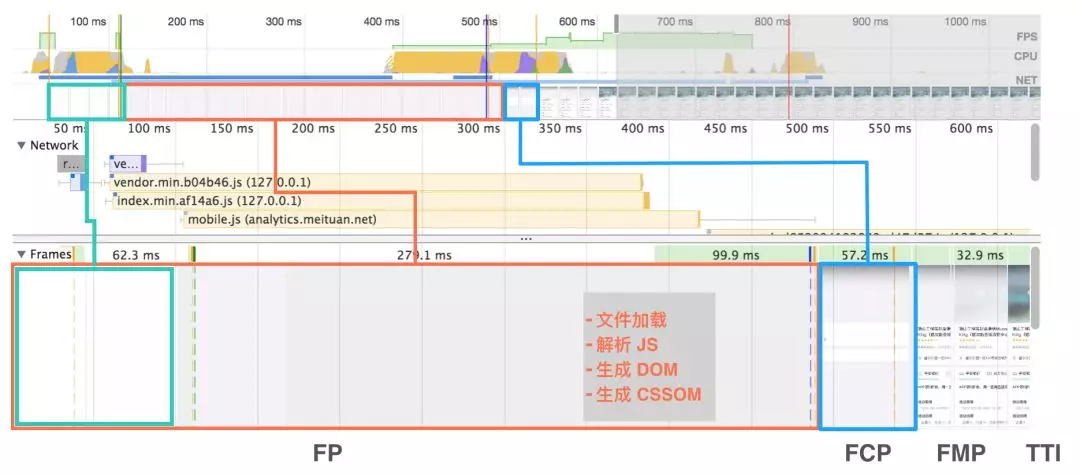 100 ms 200 ms 300 ms 400 ms 500 ms 600 ms 700 ms 800 ms 900 ms 1000 ms
FPS
CPU
NET
50 ms 100 ms 150 ms 200 ms 250 ms 300 ms 350 ms 400 ms 450 ms 500 ms 550 ms 600 ms
▼ Network
r... ve...
vendor.min.b04b46.js (127.0.0.1)
index.min.af14a6.js (127.0.0.1)
mobile.js (analytics.meituan.net)
...
▼ Frames 62.3 ms 279.1 ms 99.9 ms 57.2 ms 32.9 ms
- 文件加载
- 解析 JS
- 生成 DOM
- 生成 CSSOM
FP FCP FMP TTI